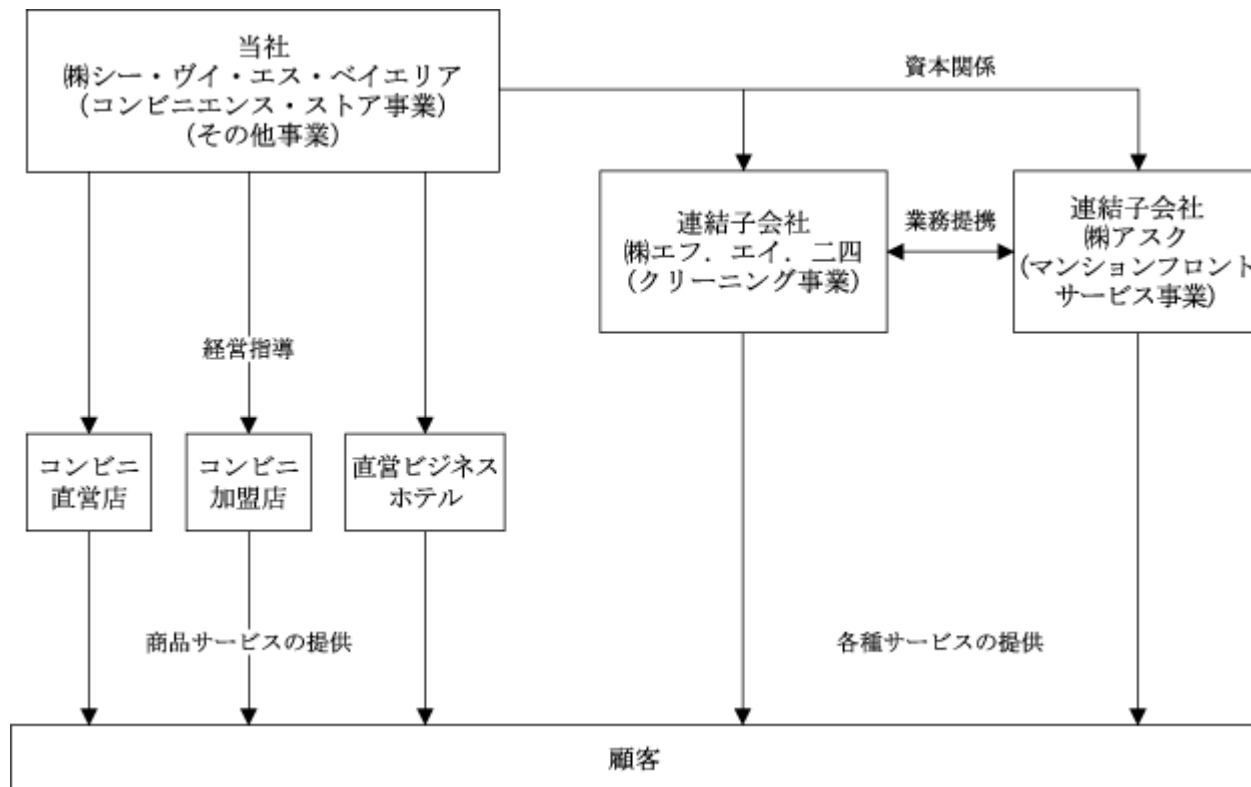 当社
㈱シー・ヴイ・エス・ベイエリア
(コンビニエンス・ストア事業)
(その他事業)
資本関係
連結子会社
㈱エフ．エイ．二四
(クリーニング事業)
業務提携
連結子会社
㈱アスク
(マンションフロント
サービス事業)
経営指導
コンビニ
直営店
コンビニ
加盟店
直営ビジネス
ホテル
商品サービスの提供
各種サービスの提供
顧客